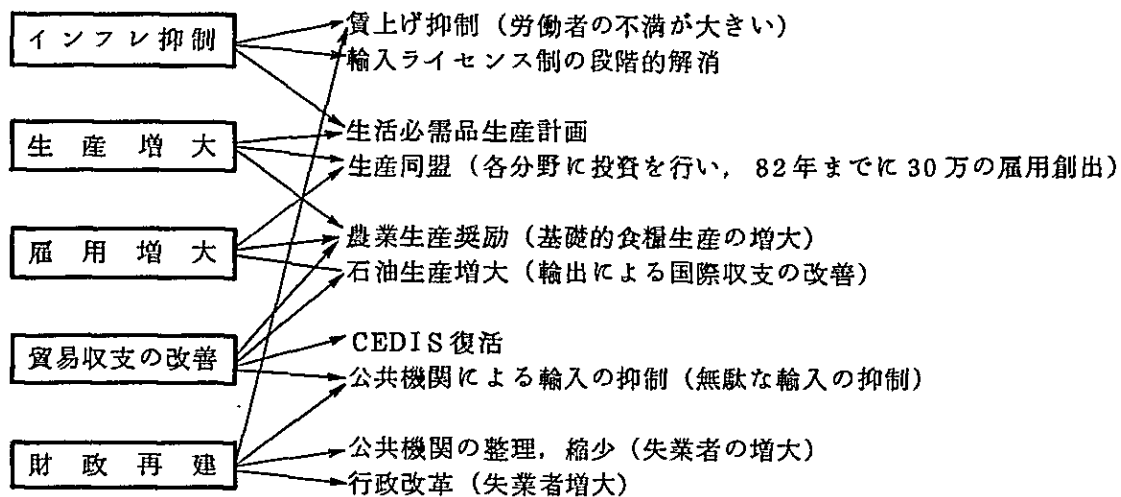 インフレ抑制
賃上げ抑制（労働者の不満が大きい）
輸入ライセンス制の段階的解消
生産増大
生活必需品生産計画
生産同盟（各分野に投資を行い，82年までに30万の雇用創出）
雇用増大
農業生産奨励（基礎的食糧生産の増大）
石油生産増大（輸出による国際収支の改善）
貿易収支の改善
CEDIS復活
公共機関による輸入の抑制（無駄な輸入の抑制）
財政再建
公共機関の整理，縮少（失業者の増大）
行政改革（失業者増大）